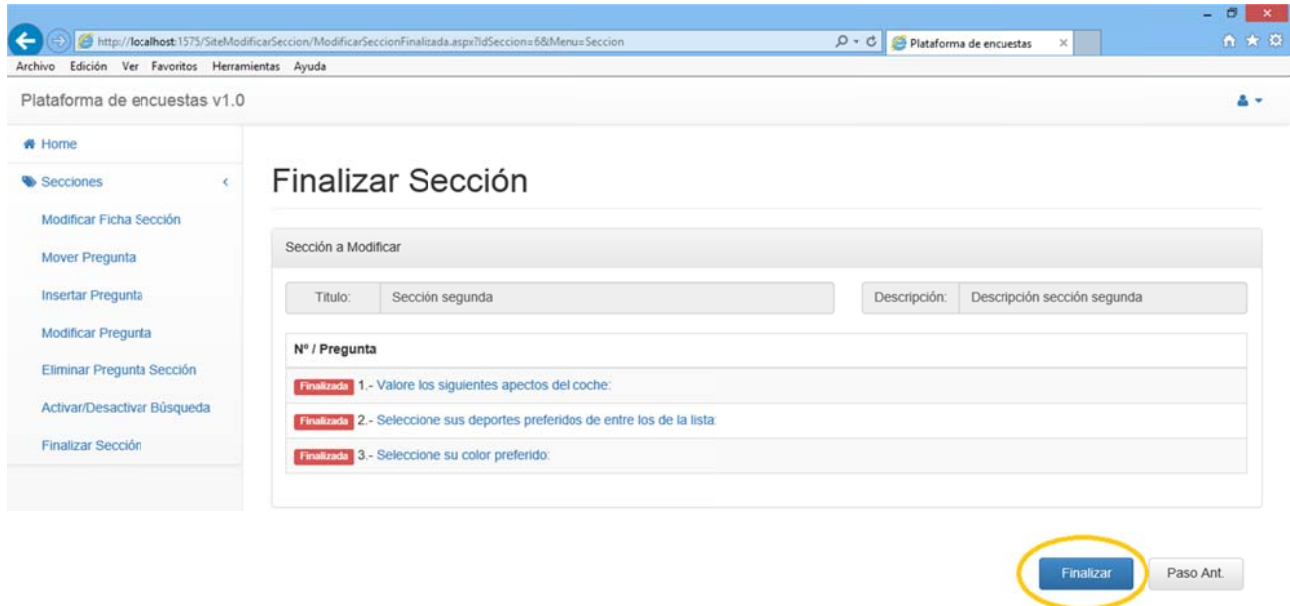 http://localhost:1575/SiteModificarSeccion/ModificarSeccionFinalizada.aspx?IdSeccion=6&Menu=Seccion
Plataforma de encuestas
Archivo Edición Ver Favoritos Herramientas Ayuda
Plataforma de encuestas v1.0
Home
Secciones
Modificar Ficha Sección
Mover Pregunta
Insertar Pregunta
Modificar Pregunta
Eliminar Pregunta Sección
Activar/Desactivar Búsqueda
Finalizar Sección
Finalizar Sección
Sección a Modificar
Titulo: Sección segunda Descripción: Descripción sección segunda
Nº / Pregunta
Finalizada 1.- Valore los siguientes apectos del coche:
Finalizada 2.- Seleccione sus deportes preferidos de entre los de la lista:
Finalizada 3.- Seleccione su color preferido:
Finalizar Paso Ant.